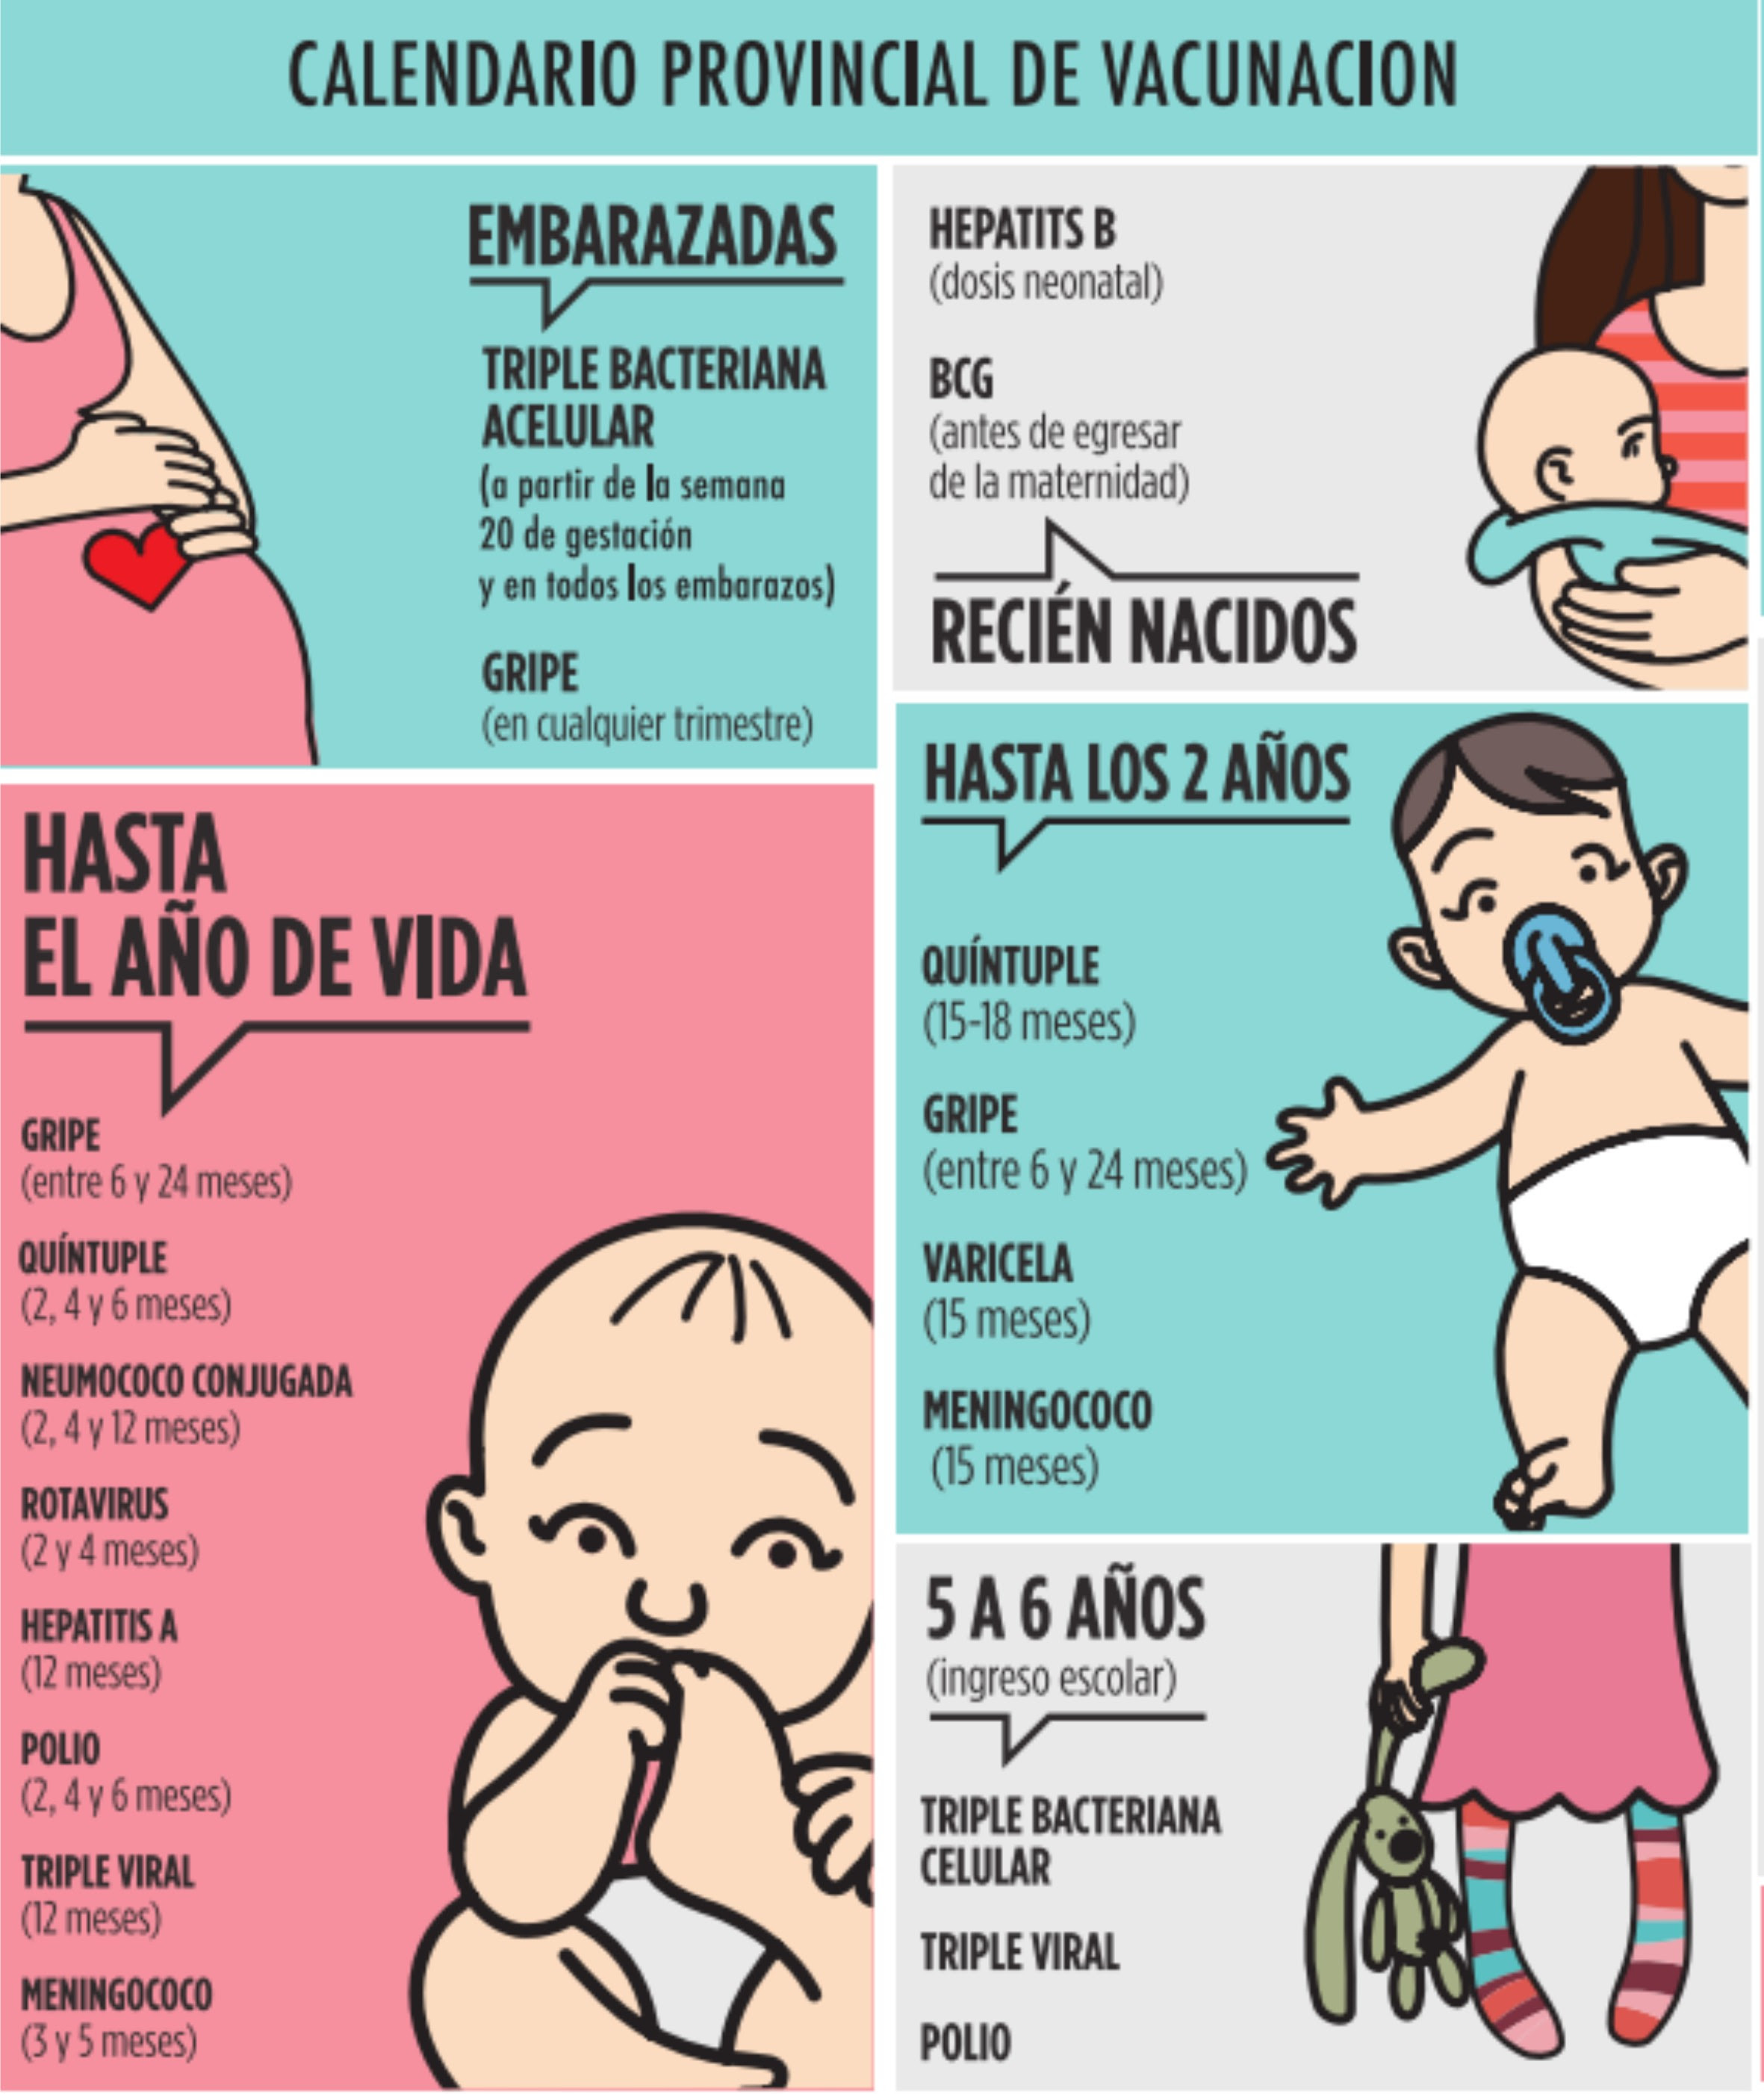 CALENDARIO PROVINCIAL DE VACUNACION
EMBARAZADAS
TRIPLE BACTERIANA
ACELULAR
(a partir de la semana
20 de gestación
y en todos los embarazos)
GRIPE
(en cualquier trimestre)
HEPATITS B
(dosis neonatal)
BCG
(antes de egresar
de la maternidad)
RECIÉN NACIDOS
HASTA
EL AÑO DE VIDA
GRIPE
(entre 6 y 24 meses)
QUÍNTUPLE
(2, 4 y 6 meses)
NEUMOCOCO CONJUGADA
(2, 4 y 12 meses)
ROTAVIRUS
(2 y 4 meses)
HEPATITIS A
(12 meses)
POLIO
(2, 4 y 6 meses)
TRIPLE VIRAL
(12 meses)
MENINGOCOCO
(3 y 5 meses)
HASTA LOS 2 AÑOS
QUÍNTUPLE
(15-18 meses)
GRIPE
(entre 6 y 24 meses)
VARICELA
(15 meses)
MENINGOCOCO
(15 meses)
5 A 6 AÑOS
(ingreso escolar)
TRIPLE BACTERIANA
CELULAR
TRIPLE VIRAL
POLIO